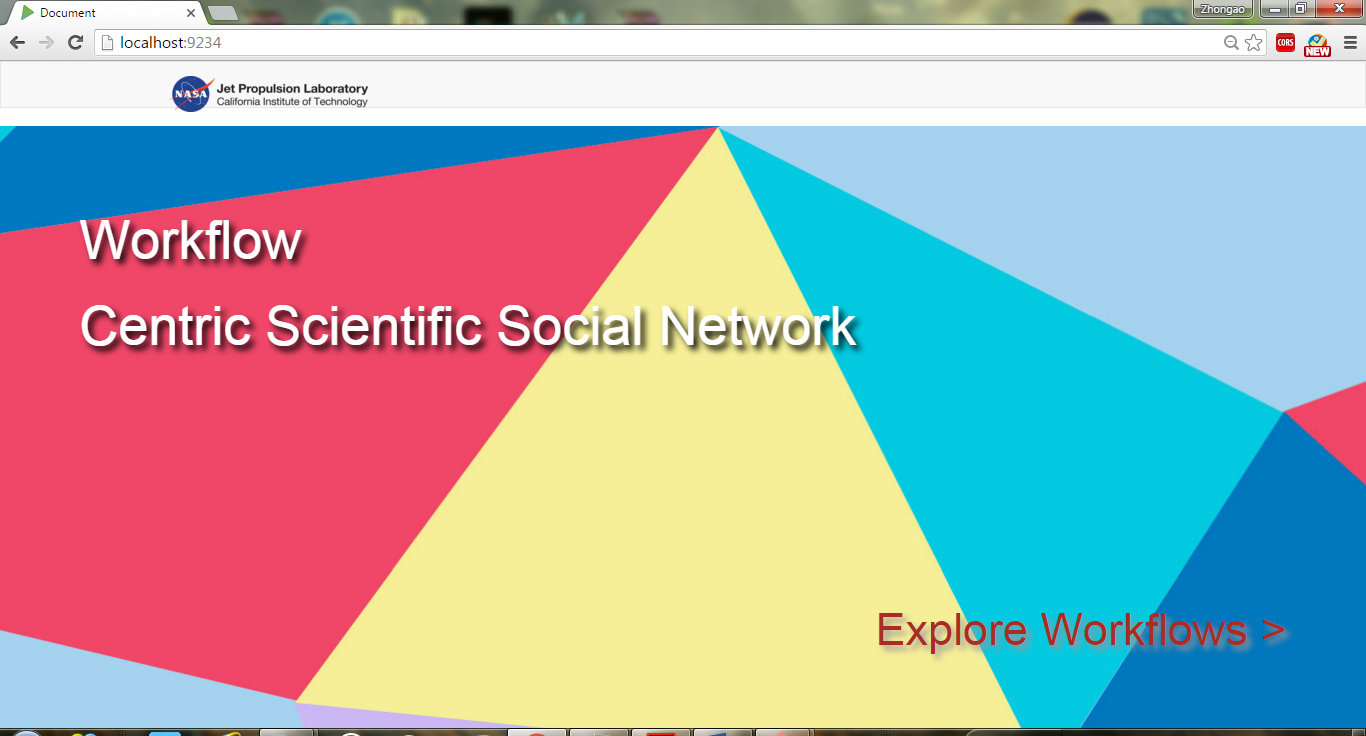 Document
Zhongao
localhost:9234
CORS
NEW
NASA
Jet Propulsion Laboratory
California Institute of Technology
Workflow
Centric Scientific Social Network
Explore Workflows >